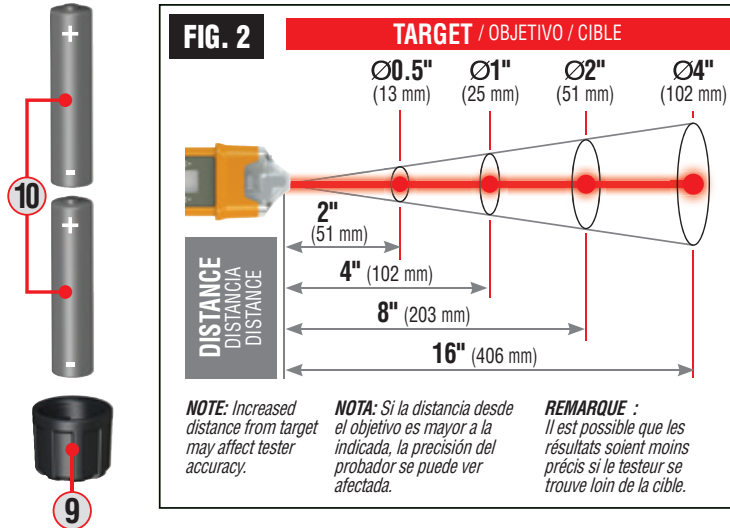 +
-
10
+
-
9
FIG. 2
TARGET / OBJETIVO / CIBLE
Ø0.5" Ø1" Ø2" Ø4"
(13 mm) (25 mm) (51 mm) (102 mm)
2"
(51 mm)
4" (102 mm)
8" (203 mm)
16" (406 mm)
DISTANCE
DISTANCIA
DISTANCE
NOTE: Increased
distance from target
may affect tester
accuracy.
NOTA: Si la distancia desde
el objetivo es mayor a la
indicada, la precisión del
probador se puede ver
afectada.
REMARQUE :
Il est possible que les
résultats soient moins
précis si le testeur se
trouve loin de la cible.